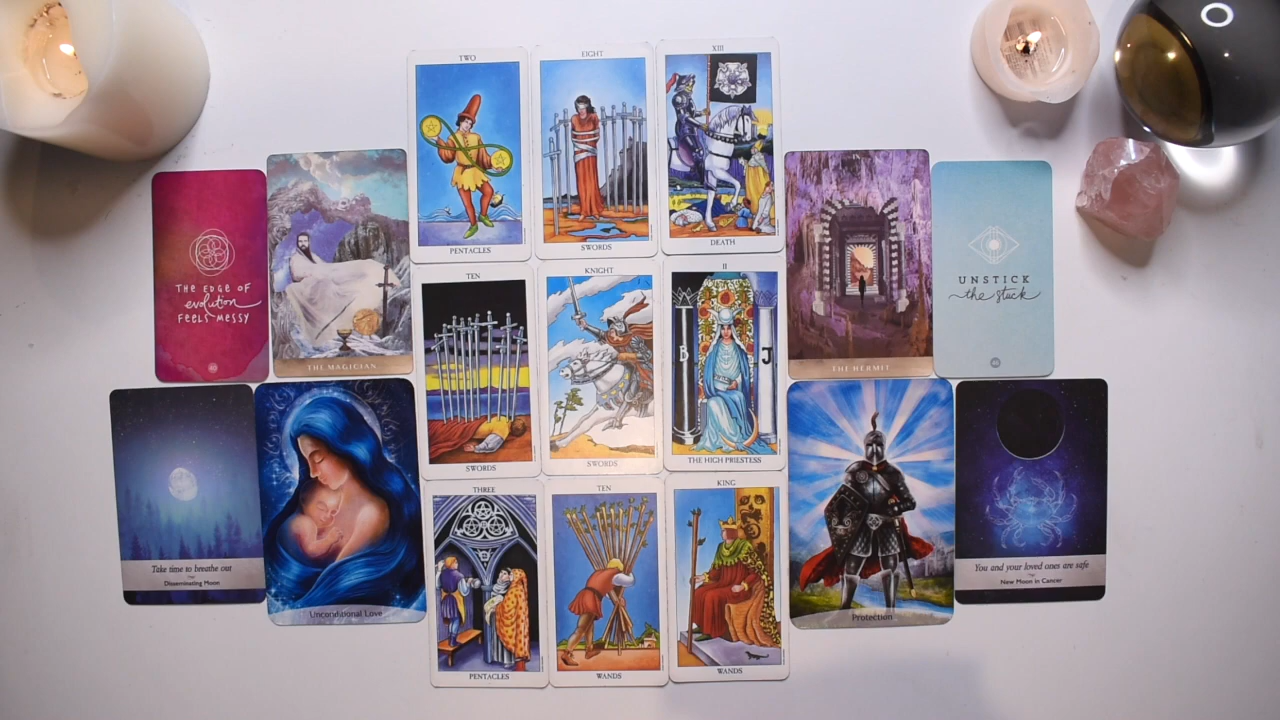 TWO
PENTACLES
EIGHT
SWORDS
XIII
DEATH
THE EDGE OF
evolution
FEELS MESSY
THE MAGICIAN
IX
THE HERMIT
UNSTICK
the stuck
TEN
SWORDS
KNIGHT
SWORDS
II
B
J
THE HIGH PRIESTESS
Take time to breathe out
Disseminating Moon
Unconditional Love
THREE
PENTACLES
TEN
WANDS
KING
WANDS
Protection
You and your loved ones are safe
New Moon in Cancer